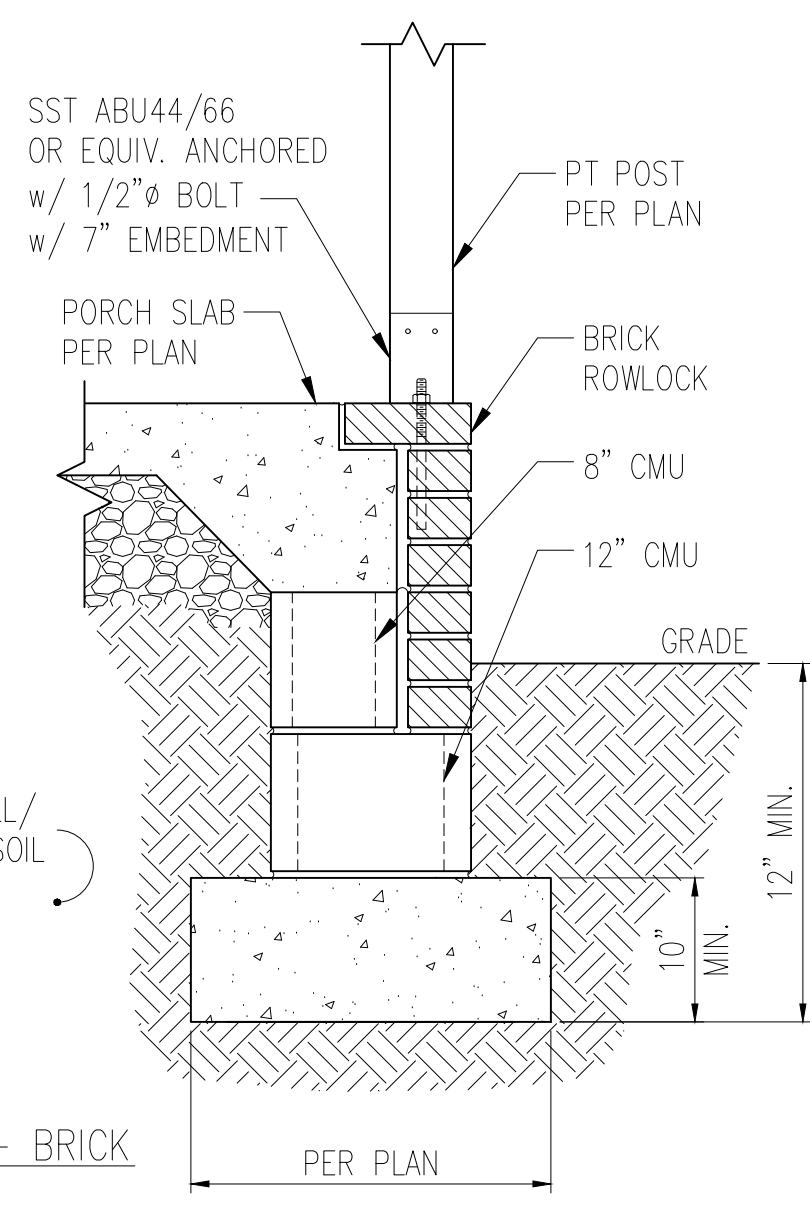 SST ABU44/66
OR EQUIV. ANCHORED
w/ 1/2"ø BOLT
w/ 7" EMBEDMENT
PT POST
PER PLAN
PORCH SLAB
PER PLAN
BRICK
ROWLOCK
8" CMU
12" CMU
GRADE
SOIL
12" MIN.
10"
MIN.
BRICK
PER PLAN